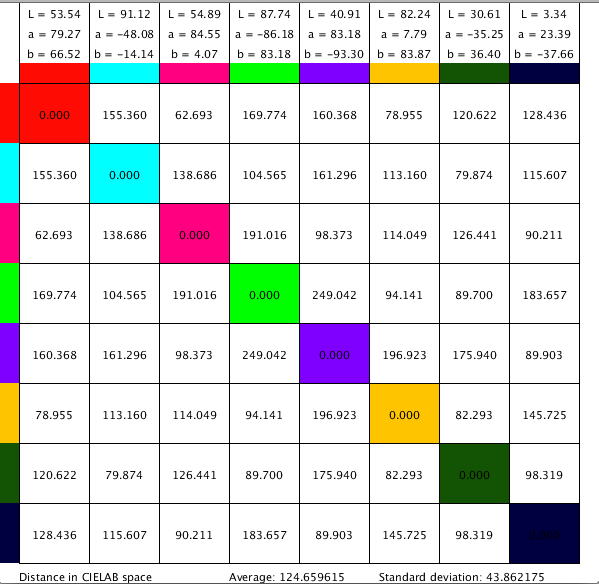 L = 53.54 L = 91.12 L = 54.89 L = 87.74 L = 40.91 L = 82.24 L = 30.61 L = 3.34
a = 79.27 a = −48.08 a = 84.55 a = −86.18 a = 83.18 a = 7.79 a = −35.25 a = 23.39
b = 66.52 b = −14.14 b = 4.07 b = 83.18 b = −93.30 b = 83.87 b = 36.40 b = −37.66
0.000 155.360 62.693 169.774 160.368 78.955 120.622 128.436
155.360 0.000 138.686 104.565 161.296 113.160 79.874 115.607
62.693 138.686 0.000 191.016 98.373 114.049 126.441 90.211
169.774 104.565 191.016 0.000 249.042 94.141 89.700 183.657
160.368 161.296 98.373 249.042 0.000 196.923 175.940 89.903
78.955 113.160 114.049 94.141 196.923 0.000 82.293 145.725
120.622 79.874 126.441 89.700 175.940 82.293 0.000 98.319
128.436 115.607 90.211 183.657 89.903 145.725 98.319 0.000
Distance in CIELAB space Average: 124.659615 Standard deviation: 43.862175